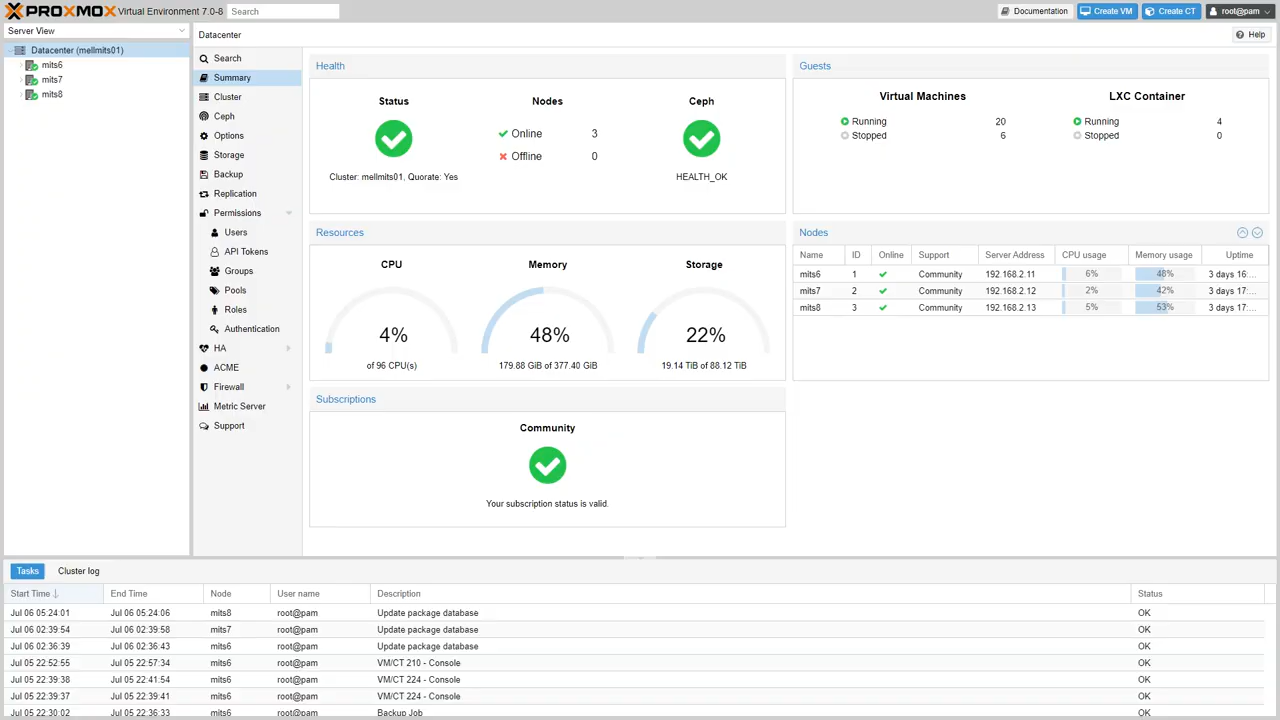 PROXMOX Virtual Environment 7.0-8 Search Documentation Create VM Create CT root@pam
Server View
Datacenter (mellmits01)
mits6
mits7
mits8
Datacenter Help
Search
Summary
Cluster
Ceph
Options
Storage
Backup
Replication
Permissions
Users
API Tokens
Groups
Pools
Roles
Authentication
HA
ACME
Firewall
Metric Server
Support
Health
Status Nodes Ceph
Online 3
Offline 0
Cluster: mellmits01, Quorate: Yes HEALTH_OK
Guests
Virtual Machines LXC Container
Running 20 Running 4
Stopped 6 Stopped 0
Resources
CPU Memory Storage
4% 48% 22%
of 96 CPU(s) 179.88 GiB of 377.40 GiB 19.14 TiB of 88.12 TiB
Nodes
Name ID Online Support Server Address CPU usage Memory usage Uptime
mits6 1 Community 192.168.2.11 6% 48% 3 days 16:...
mits7 2 Community 192.168.2.12 2% 42% 3 days 17:...
mits8 3 Community 192.168.2.13 5% 53% 3 days 17:...
Subscriptions
Community
Your subscription status is valid.
Tasks Cluster log
Start Time ↓ End Time Node User name Description Status
Jul 06 05:24:01 Jul 06 05:24:06 mits8 root@pam Update package database OK
Jul 06 02:39:54 Jul 06 02:39:58 mits7 root@pam Update package database OK
Jul 06 02:36:39 Jul 06 02:36:43 mits6 root@pam Update package database OK
Jul 05 22:52:55 Jul 05 22:57:34 mits6 root@pam VM/CT 210 - Console OK
Jul 05 22:39:38 Jul 05 22:41:54 mits6 root@pam VM/CT 224 - Console OK
Jul 05 22:39:37 Jul 05 22:39:41 mits6 root@pam VM/CT 224 - Console OK
Jul 05 22:30:02 Jul 05 22:36:33 mits6 root@pam Backup Job OK